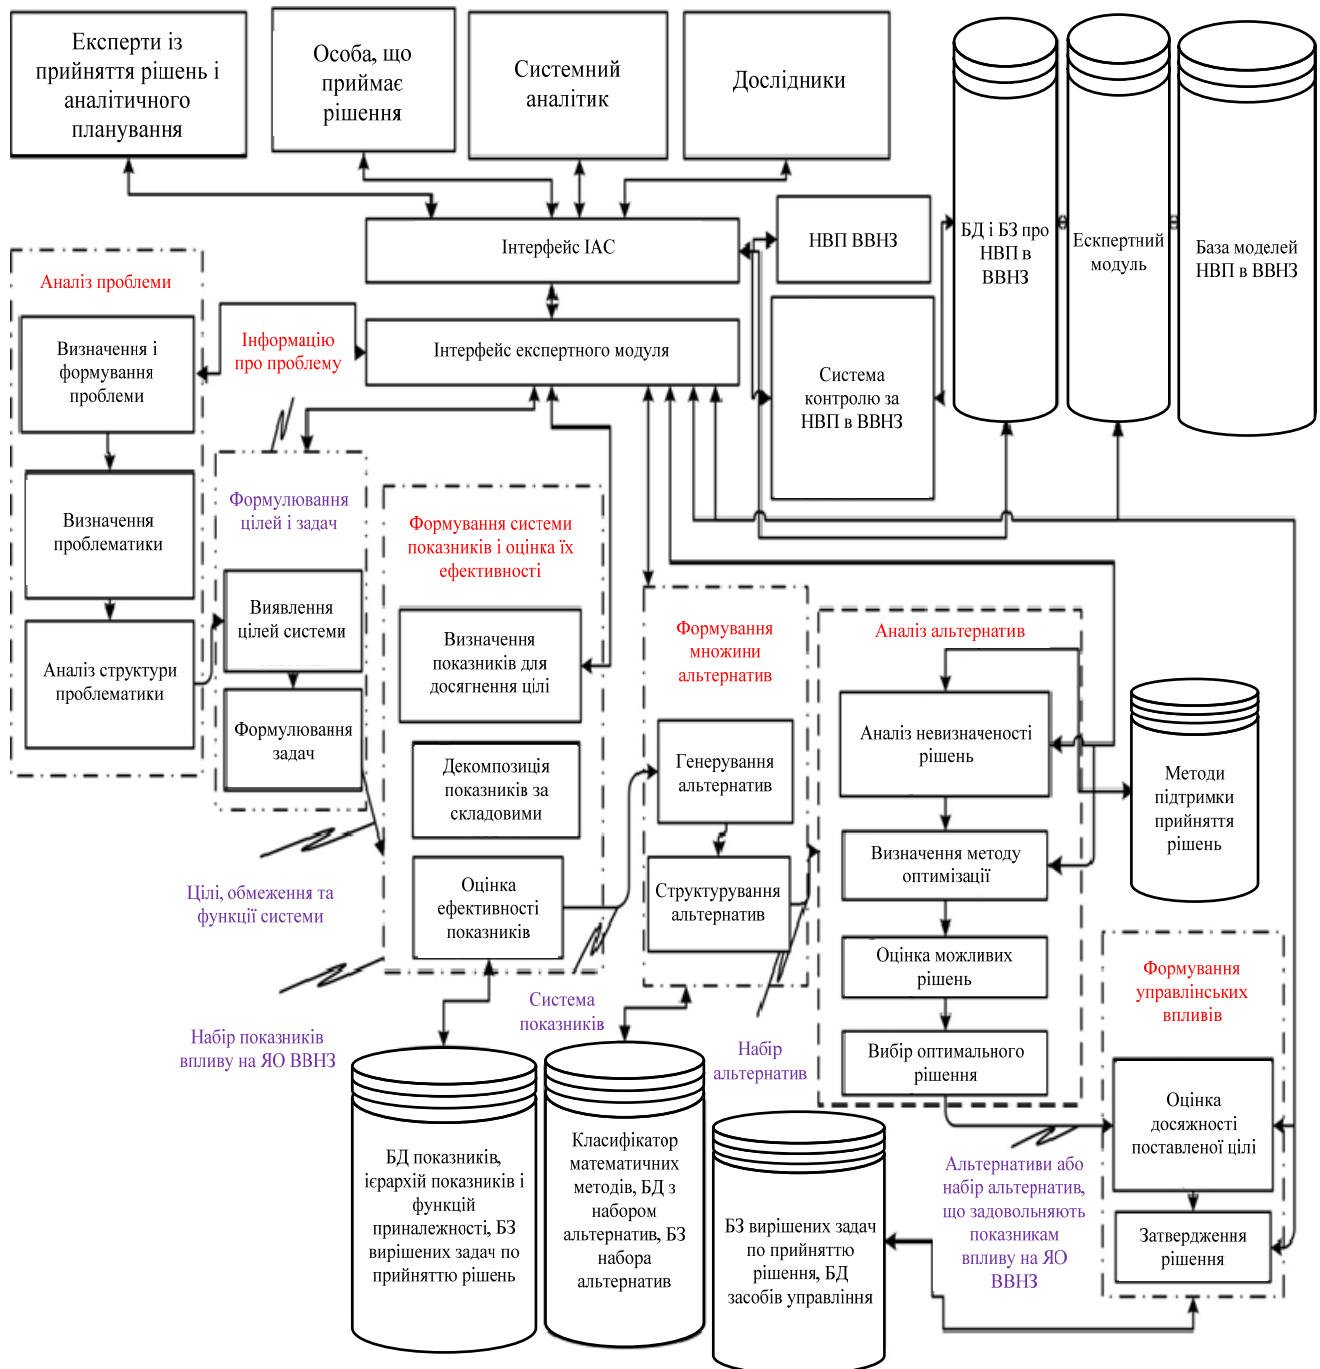 Експерти із
прийняття рішень і
аналітичного
планування
Особа, що
приймає
рішення
Системний
аналітик
Дослідники
Інтерфейс ІАС
НВП ВВНЗ
БД і БЗ про
НВП в
ВВНЗ
Ескпертний
модуль
База моделей
НВП в ВВНЗ
Аналіз проблеми
Визначення і
формування
проблеми
Інформацію
про проблему
Інтерфейс експертного модуля
Система
контролю за
НВП в ВВНЗ
Визначення
проблематики
Аналіз структури
проблематики
Формулювання
цілей і задач
Виявлення
цілей системи
Формулювання
задач
Формування системи
показників і оцінка їх
ефективності
Визначення
показників для
досягнення цілі
Декомпозиція
показників за
складовими
Оцінка
ефективності
показників
Формування
множини
альтернатив
Генерування
альтернатив
Структурування
альтернатив
Аналіз альтернатив
Аналіз невизначеності
рішень
Визначення методу
оптимізації
Оцінка можливих
рішень
Вибір оптимального
рішення
Методи
підтримки
прийняття
рішень
Цілі, обмеження та
функції системи
Набір показників
впливу на ЯО ВВНЗ
Система
показників
Набір
альтернатив
Формування
управлінських
впливів
Оцінка
досяжності
поставленої цілі
Затвердження
рішення
БД показників,
ієрархій показників і
функцій
приналежності, БЗ
вирішених задач по
прийняттю рішень
Класифікатор
математичних
методів, БД з
набором
альтернатив, БЗ
набора
альтернатив
БЗ вирішених задач
по прийняттю
рішення, БД
засобів управління
Альтернативи або
набір альтернатив,
що задовольняють
показникам
впливу на ЯО
ВВНЗ